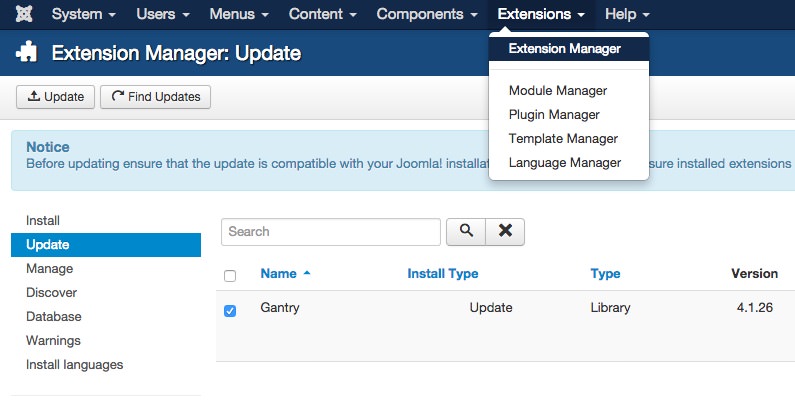 System Users Menus Content Components Extensions Help
Extension Manager: Update
Extension Manager
Update Find Updates
Module Manager
Plugin Manager
Template Manager
Language Manager
Notice
Before updating ensure that the update is compatible with your Joomla! installat sure installed extensions
Install
Update
Manage
Discover
Database
Warnings
Install languages
Search
Name Install Type Type Version
Gantry Update Library 4.1.26